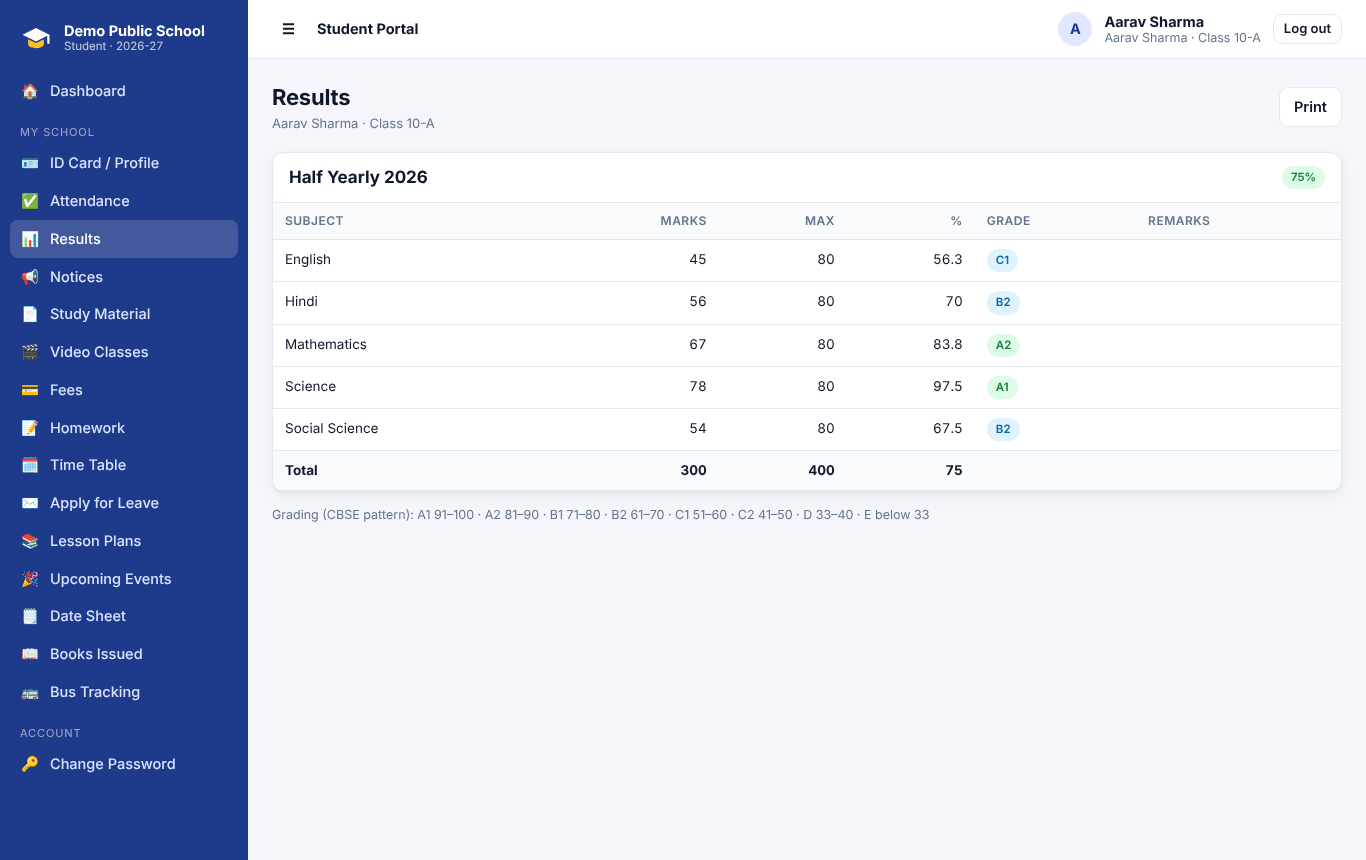 Demo Public School
Student · 2026-27
Dashboard
MY SCHOOL
ID Card / Profile
Attendance
Results
Notices
Study Material
Video Classes
Fees
Homework
Time Table
Apply for Leave
Lesson Plans
Upcoming Events
Date Sheet
Books Issued
Bus Tracking
ACCOUNT
Change Password
☰ Student Portal
A
Aarav Sharma
Aarav Sharma · Class 10-A
Log out
Results
Aarav Sharma · Class 10-A
Print
Half Yearly 2026 75%
SUBJECT MARKS MAX % GRADE REMARKS
English 45 80 56.3 C1
Hindi 56 80 70 B2
Mathematics 67 80 83.8 A2
Science 78 80 97.5 A1
Social Science 54 80 67.5 B2
Total 300 400 75
Grading (CBSE pattern): A1 91–100 · A2 81–90 · B1 71–80 · B2 61–70 · C1 51–60 · C2 41–50 · D 33–40 · E below 33